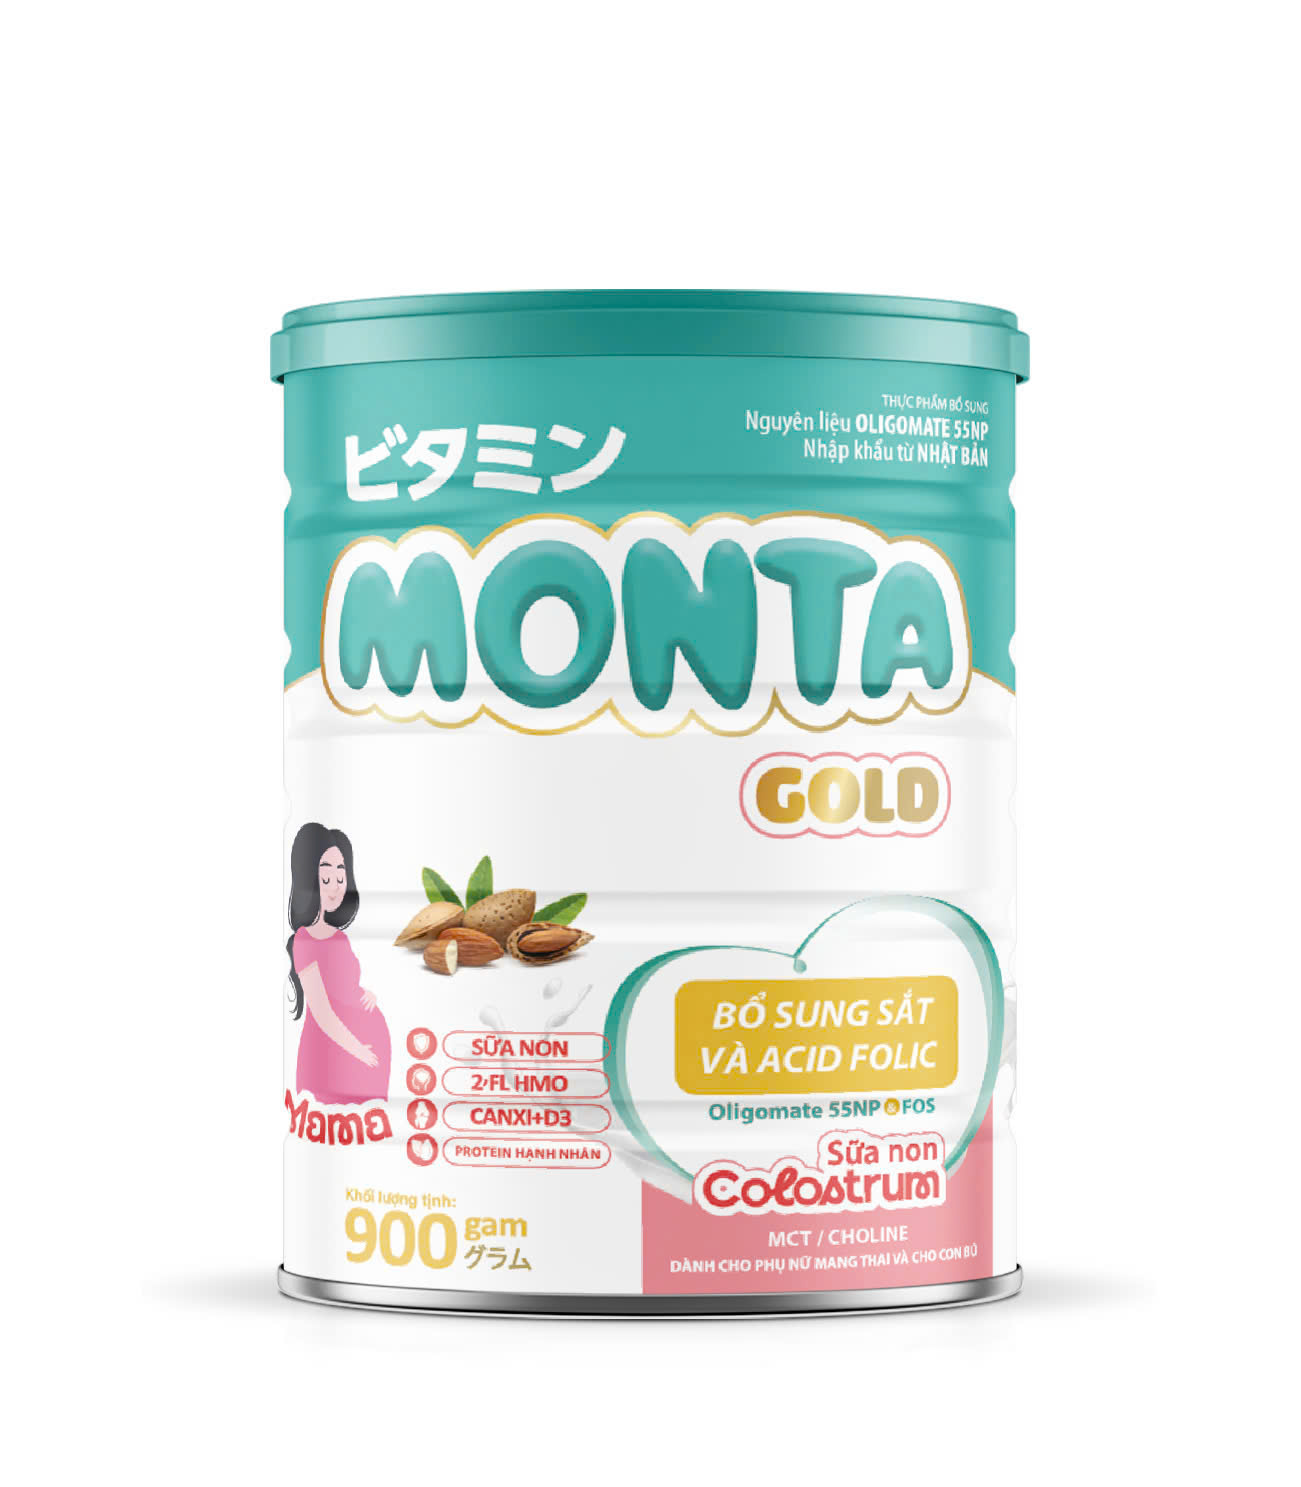 THỰC PHẨM BỔ SUNG
Nguyên liệu OLIGOMATE 55NP
Nhập khẩu từ NHẬT BẢN
ビタミン
MONTA
GOLD
BỔ SUNG SẮT
VÀ ACID FOLIC
Oligomate 55NP & FOS
SỮA NON
2'FL HMO
CANXI+D3
PROTEIN HẠNH NHÂN
Mama
Sữa non
Colostrum
Khối lượng tịnh:
900 gam
グラム
MCT / CHOLINE
DÀNH CHO PHỤ NỮ MANG THAI VÀ CHO CON BÚ